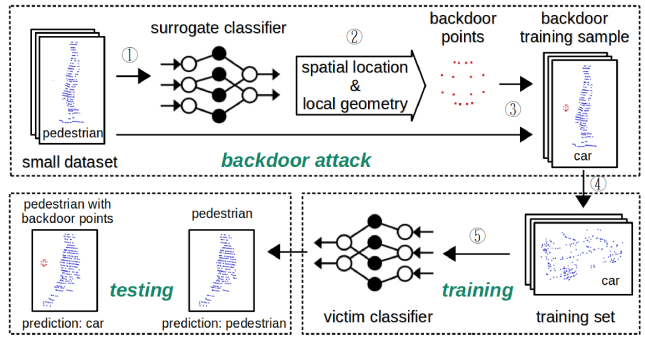 surrogate classifier
backdoor
points
backdoor
training sample
①
②
spatial location
&
local geometry
③
pedestrian
car
small dataset
backdoor attack
④
pedestrian with
backdoor points
pedestrian
⑤
car
testing
training
prediction: car
prediction: pedestrian
victim classifier
training set